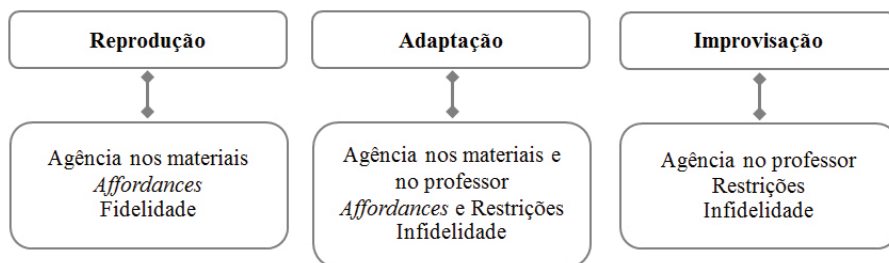 Reprodução
Adaptação
Improvisação
Agência nos materiais
Affordances
Fidelidade
Agência nos materiais e
no professor
Affordances e Restrições
Infidelidade
Agência no professor
Restrições
Infidelidade